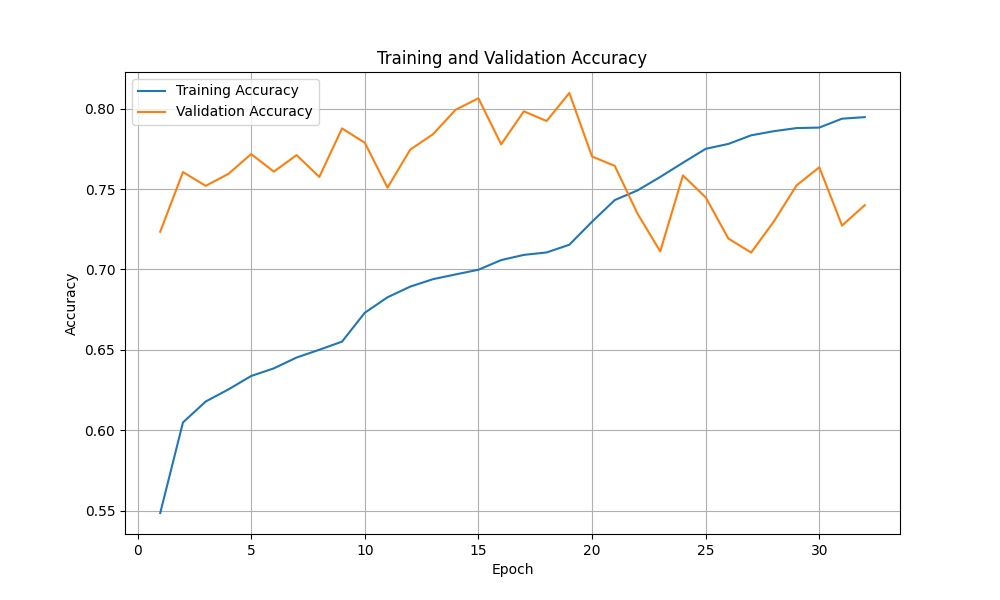 Training and Validation Accuracy
Training Accuracy
Validation Accuracy
0.80
0.75
0.70
0.65
0.60
0.55
Accuracy
0 5 10 15 20 25 30
Epoch